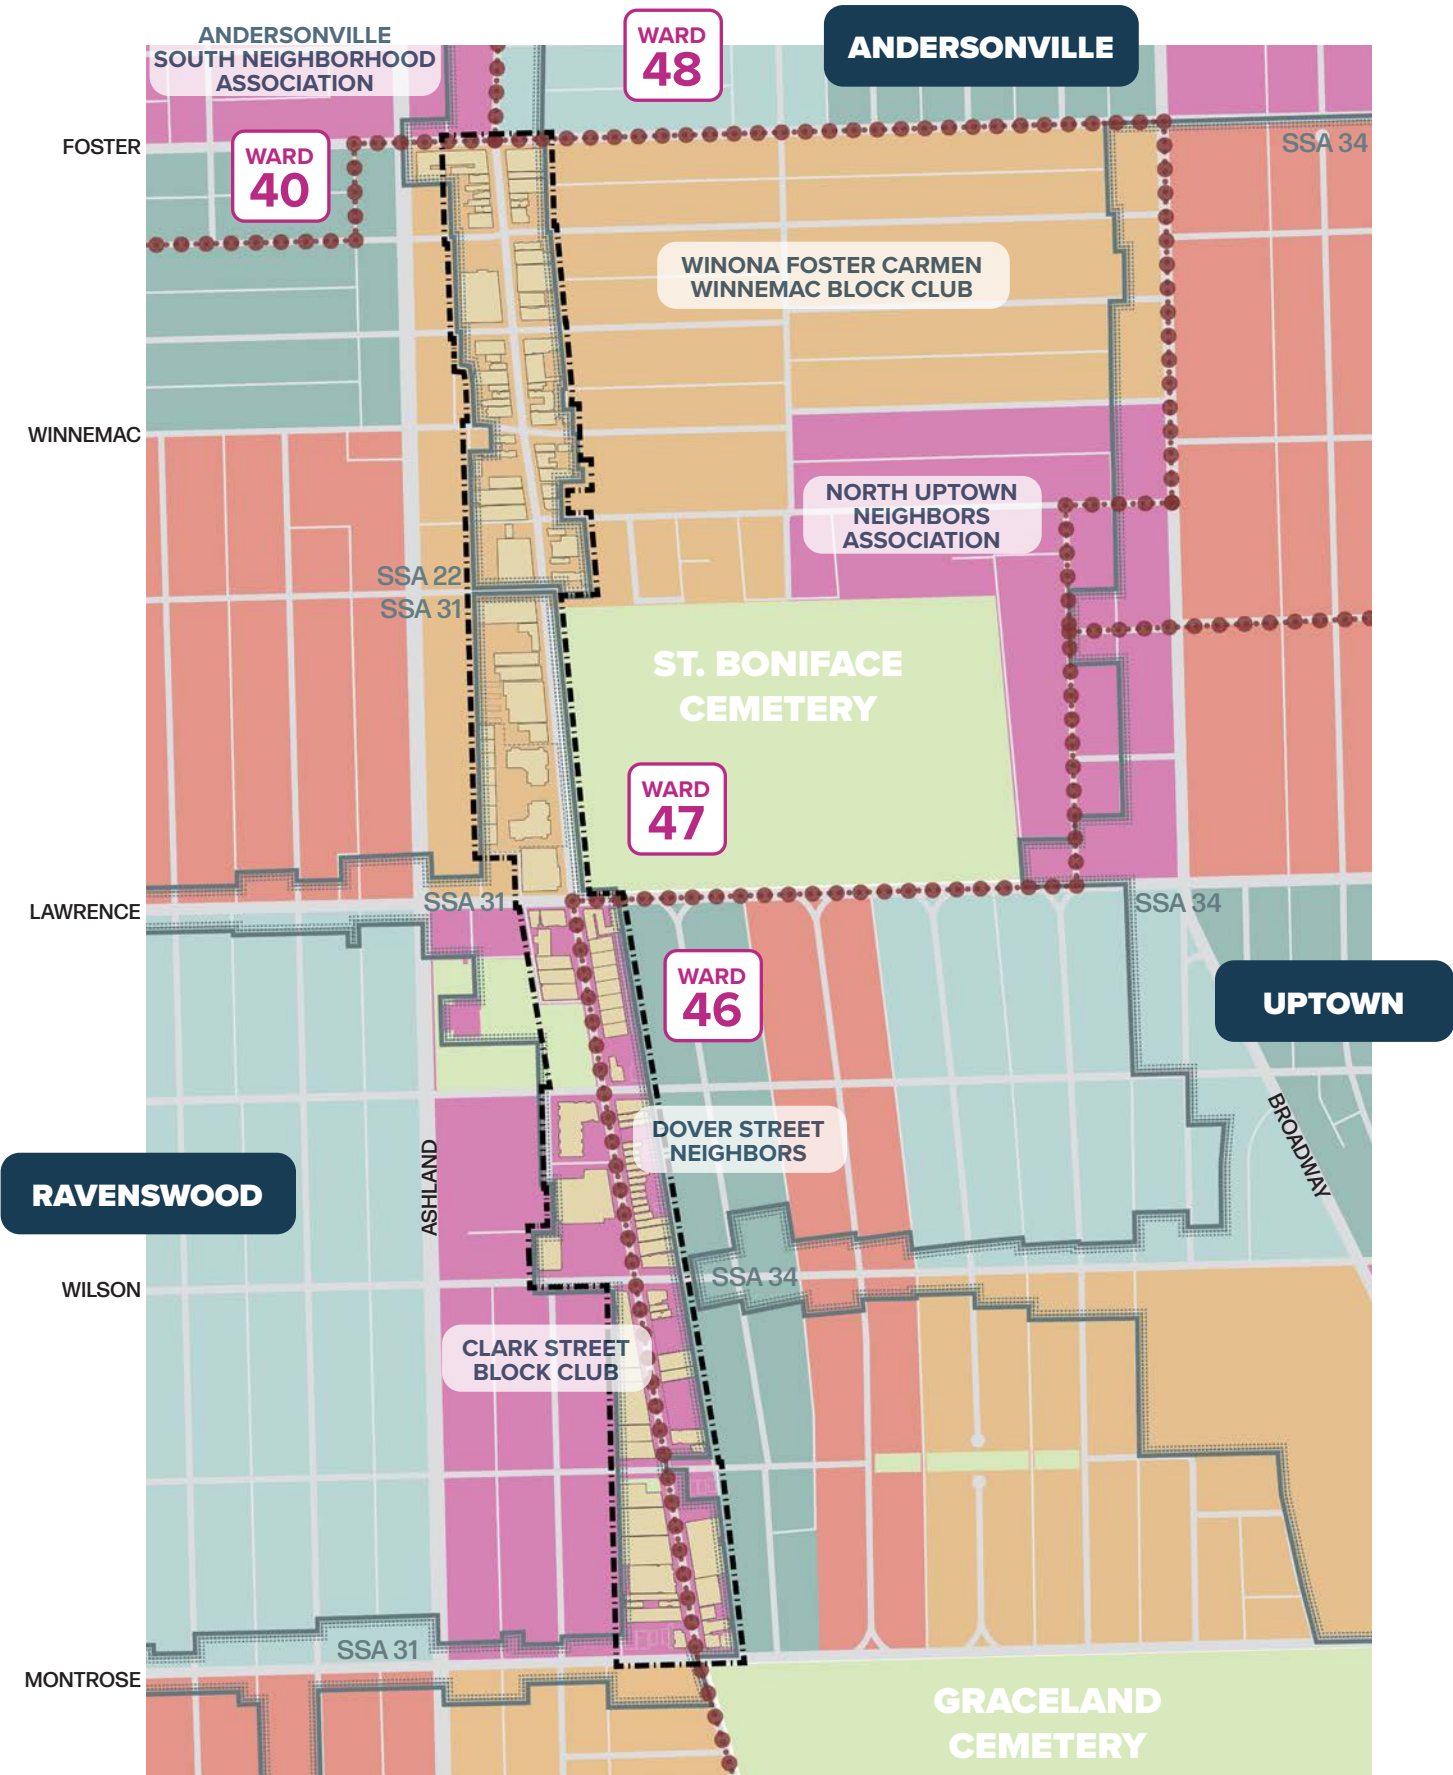 ANDERSONVILLE
SOUTH NEIGHBORHOOD
ASSOCIATION
WARD
48
ANDERSONVILLE
FOSTER
SSA 34
WARD
40
WINONA FOSTER CARMEN
WINNEMAC BLOCK CLUB
WINNEMAC
NORTH UPTOWN
NEIGHBORS
ASSOCIATION
SSA 22
SSA 31
ST. BONIFACE
CEMETERY
WARD
47
LAWRENCE
SSA 31
SSA 34
WARD
46
UPTOWN
DOVER STREET
NEIGHBORS
BROADWAY
ASHLAND
RAVENSWOOD
SSA 34
WILSON
CLARK STREET
BLOCK CLUB
SSA 31
MONTROSE
GRACELAND
CEMETERY